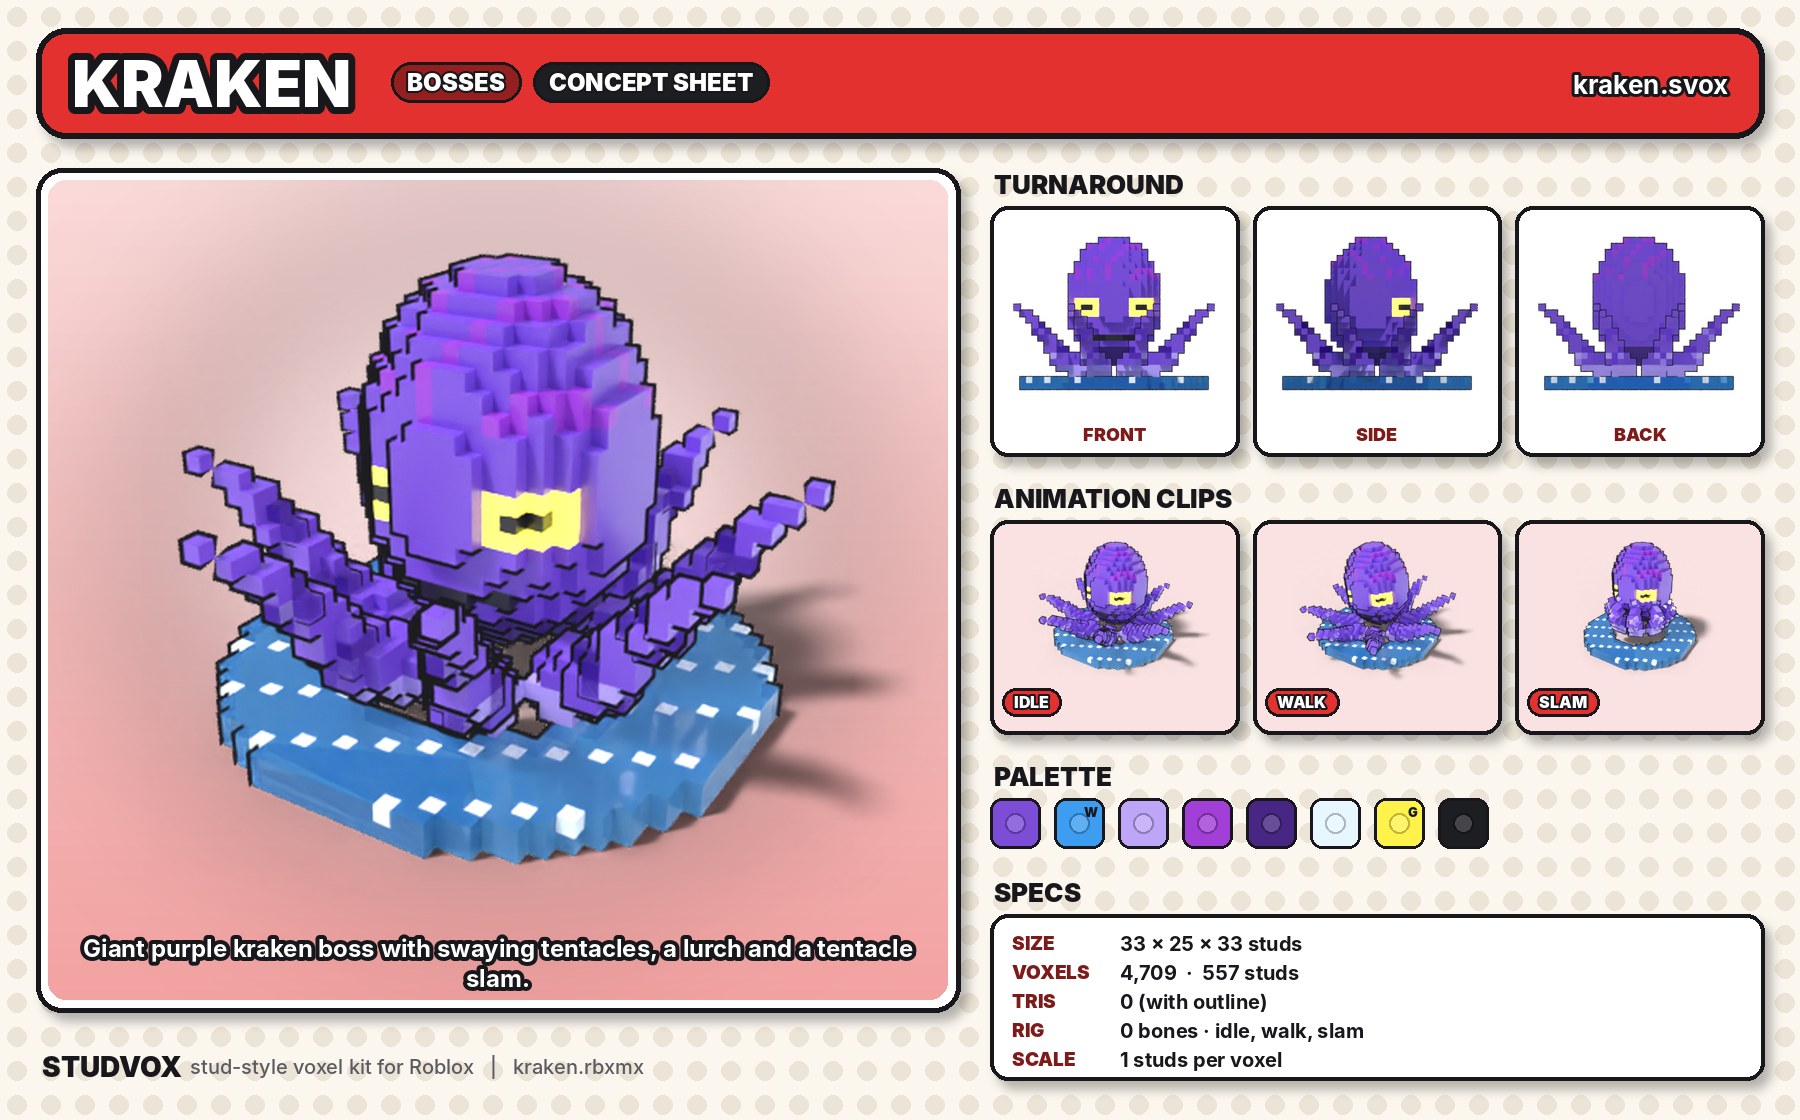 KRAKEN
BOSSES
CONCEPT SHEET
kraken.svox
Giant purple kraken boss with swaying tentacles, a lurch and a tentacle
slam.
TURNAROUND
FRONT
SIDE
BACK
ANIMATION CLIPS
IDLE
WALK
SLAM
PALETTE
W
G
SPECS
SIZE 33 × 25 × 33 studs
VOXELS 4,709 · 557 studs
TRIS 0 (with outline)
RIG 0 bones · idle, walk, slam
SCALE 1 studs per voxel
STUDVOX stud-style voxel kit for Roblox | kraken.rbxmx